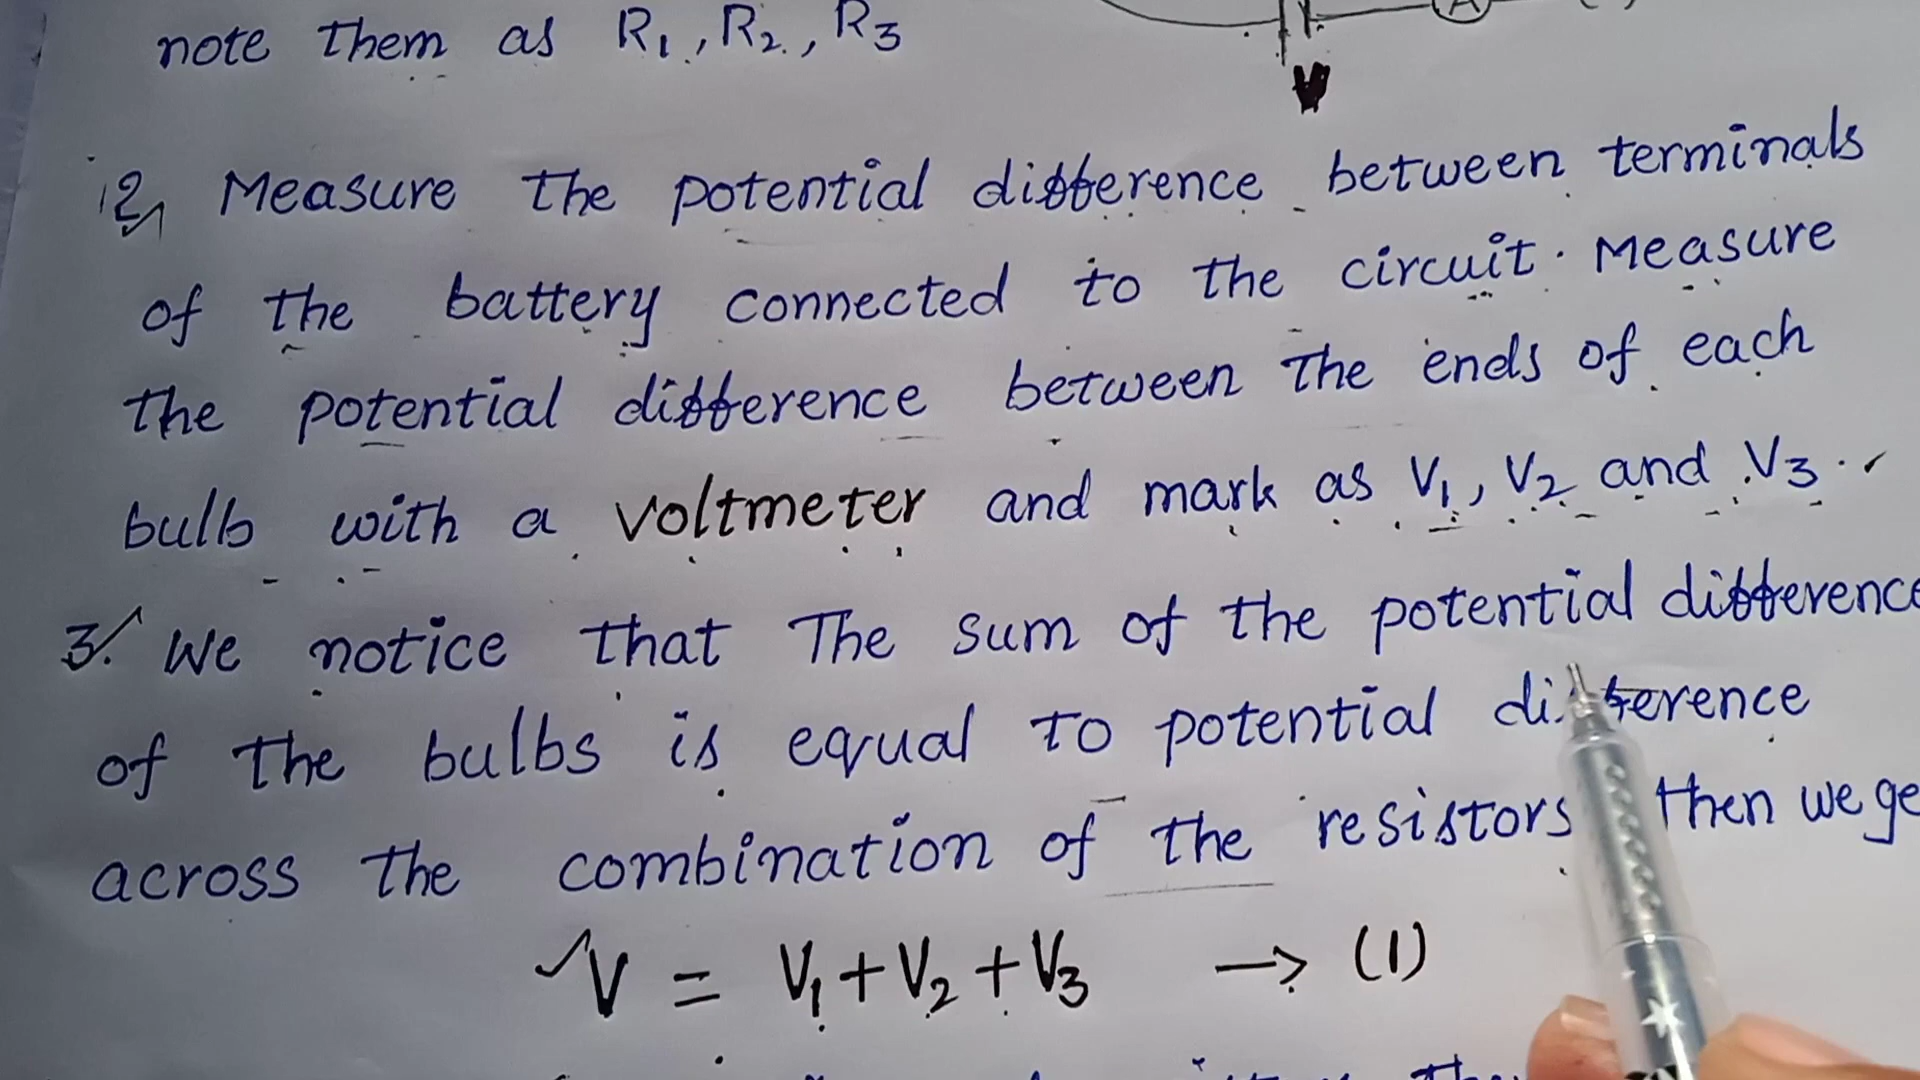 note them as R₁, R₂, R₃
A
V
2, Measure the potential difference between terminals
of the battery connected to the circuit. Measure
the potential difference between the ends of each
bulb with a voltmeter and mark as V₁, V₂ and V₃.
3. We notice that The sum of the potential difference
of the bulbs is equal to potential difference
across the combination of the resistors then we ge
V = V₁ + V₂ + V₃ → (1)